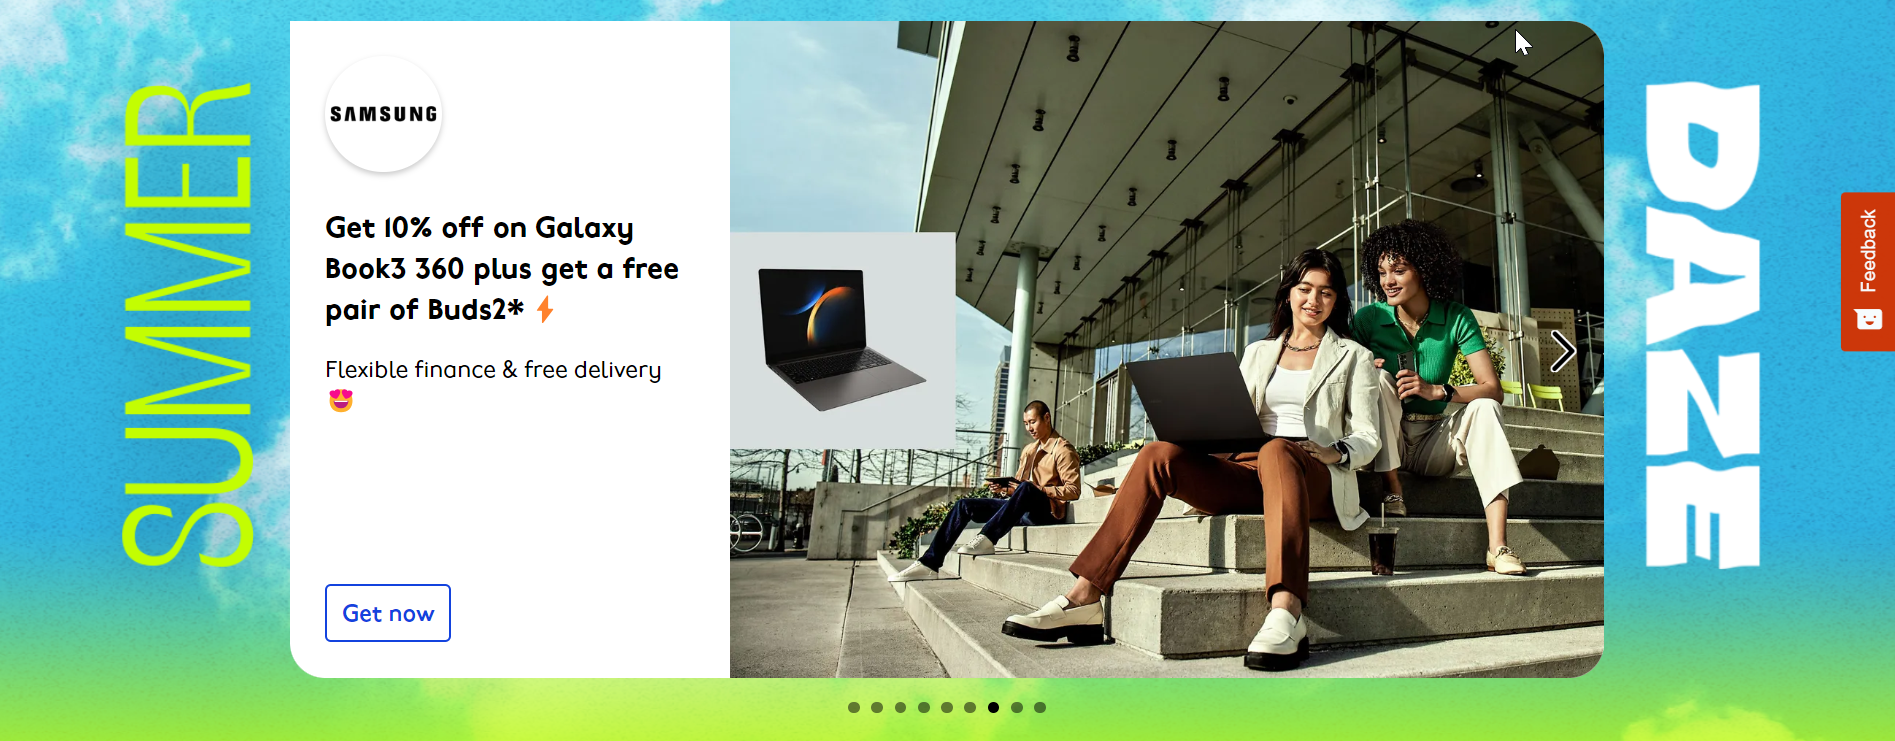 SUMMER
SAMSUNG
Get 10% off on Galaxy
Book3 360 plus get a free
pair of Buds2*⚡
Flexible finance & free delivery
😍
Get now
DAZE
Feedback